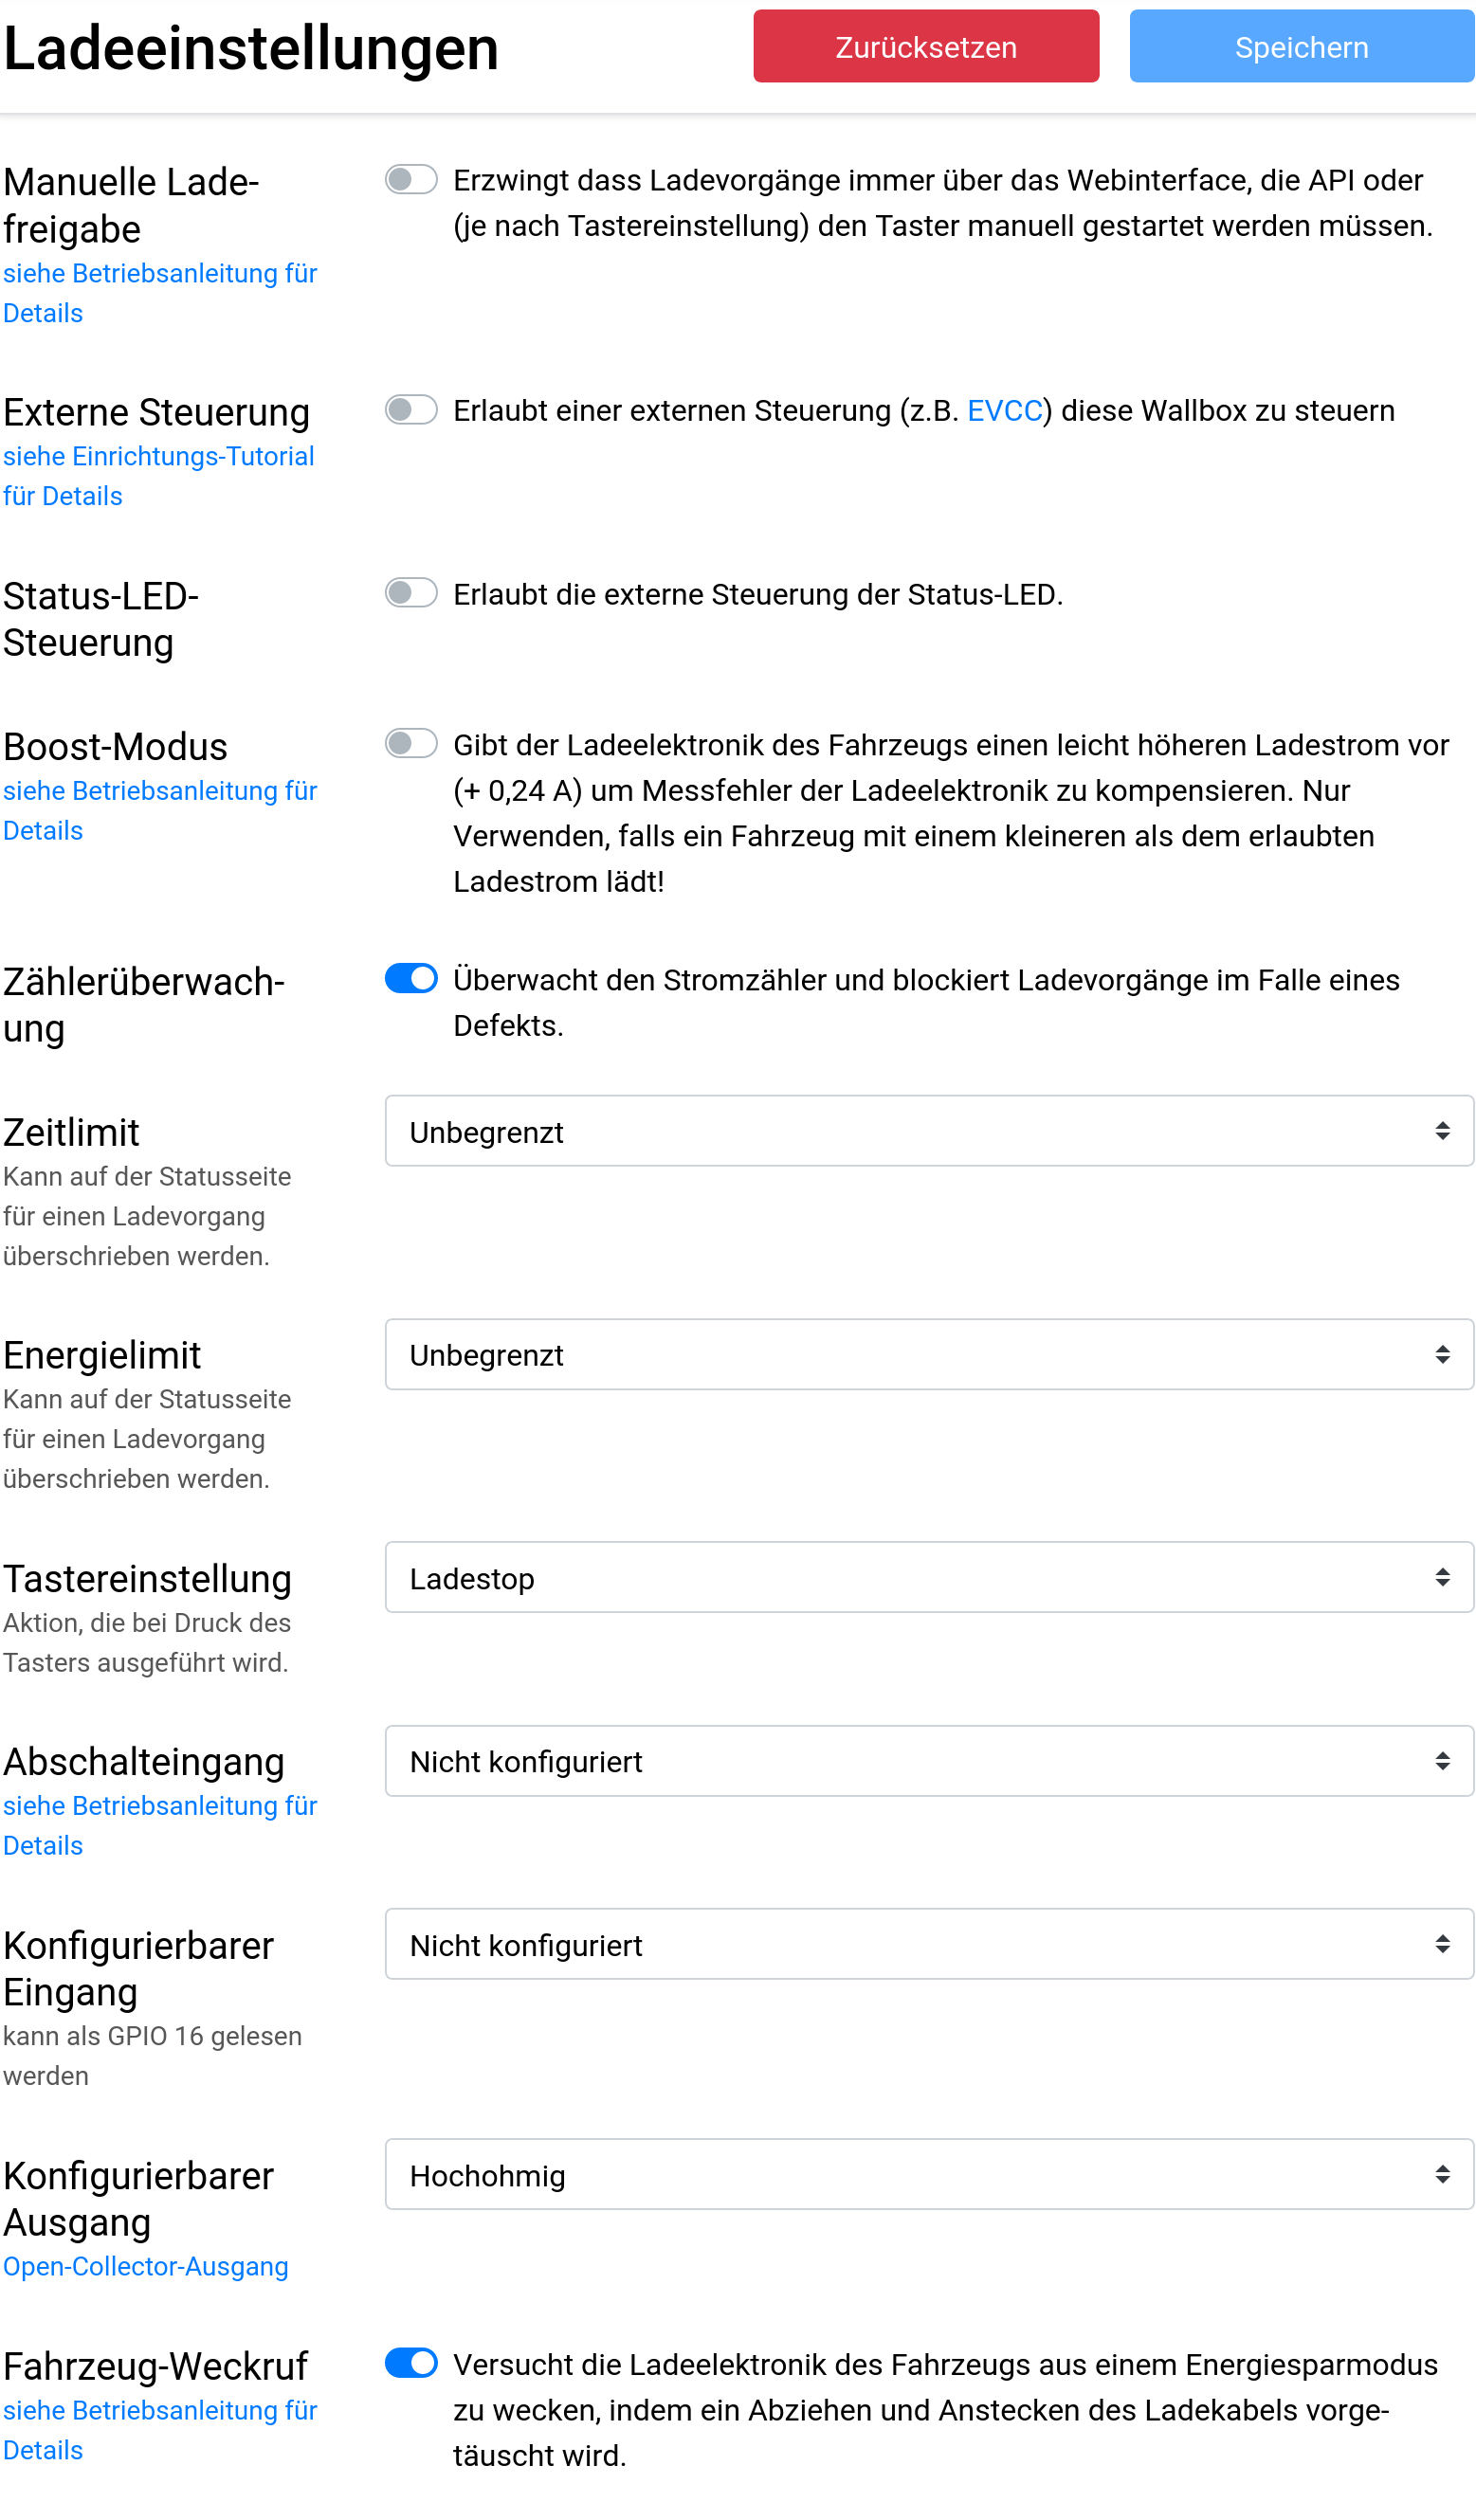 Ladeeinstellungen
Zurücksetzen
Speichern
Manuelle Lade-
freigabe
siehe Betriebsanleitung für
Details
Erzwingt dass Ladevorgänge immer über das Webinterface, die API oder
(je nach Tastereinstellung) den Taster manuell gestartet werden müssen.
Externe Steuerung
siehe Einrichtungs-Tutorial
für Details
Erlaubt einer externen Steuerung (z.B. EVCC) diese Wallbox zu steuern
Status-LED-
Steuerung
Erlaubt die externe Steuerung der Status-LED.
Boost-Modus
siehe Betriebsanleitung für
Details
Gibt der Ladeelektronik des Fahrzeugs einen leicht höheren Ladestrom vor
(+ 0,24 A) um Messfehler der Ladeelektronik zu kompensieren. Nur
Verwenden, falls ein Fahrzeug mit einem kleineren als dem erlaubten
Ladestrom lädt!
Zählerüberwach-
ung
Überwacht den Stromzähler und blockiert Ladevorgänge im Falle eines
Defekts.
Zeitlimit
Kann auf der Statusseite
für einen Ladevorgang
überschrieben werden.
Unbegrenzt
Energielimit
Kann auf der Statusseite
für einen Ladevorgang
überschrieben werden.
Unbegrenzt
Tastereinstellung
Aktion, die bei Druck des
Tasters ausgeführt wird.
Ladestop
Abschalteingang
siehe Betriebsanleitung für
Details
Nicht konfiguriert
Konfigurierbarer
Eingang
kann als GPIO 16 gelesen
werden
Nicht konfiguriert
Konfigurierbarer
Ausgang
Open-Collector-Ausgang
Hochohmig
Fahrzeug-Weckruf
siehe Betriebsanleitung für
Details
Versucht die Ladeelektronik des Fahrzeugs aus einem Energiesparmodus
zu wecken, indem ein Abziehen und Anstecken des Ladekabels vorge-
täuscht wird.